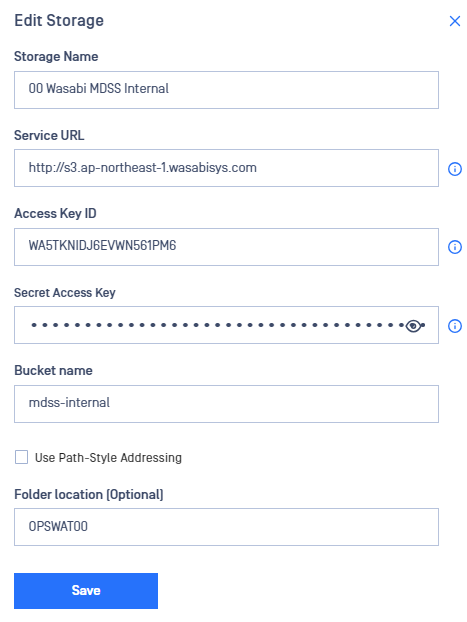 Edit Storage
Storage Name
00 Wasabi MDSS Internal
Service URL
http://s3.ap-northeast-1.wasabisys.com
Access Key ID
WA5TKNIDJ6EVWN561PM6
Secret Access Key
Bucket name
mdss-internal
Use Path-Style Addressing
Folder location (Optional)
OPSWAT00
Save